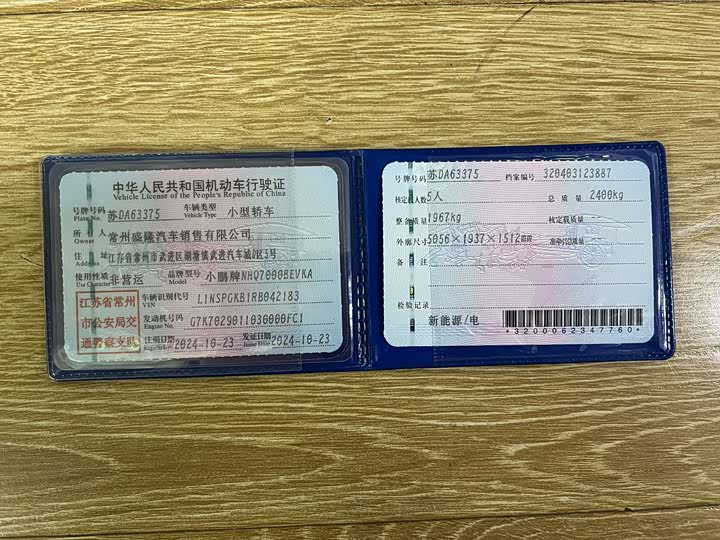 中华人民共和国机动车行驶证
Vehicle License of the People's Republic of China
号牌号码 苏DA63375 车辆类型 小型轿车
Plate No. Vehicle Type
所有人 常州盛隆汽车销售有限公司
Owner
住址 江苏省常州市武进区湖塘镇武进汽车城D区5号
Address
使用性质 非营运 品牌型号 小鹏牌NHQ7000BEVKA
Use Character Model
江苏省常州
市公安局交
通警察支队
车辆识别代号 L1NSPGKB1RB042183
VIN
发动机号码 G7K7029011030000FC1
Engine No.
注册日期 2024-10-23 发证日期 2024-10-23
Register Date Issue Date
号牌号码 苏DA63375 档案编号 320403123887
核定载人数 5人 总质量 2400kg
整备质量 1967kg 核定载质量 --
外廓尺寸 5056×1937×1512mm 准牵引总质量 --
备注
检验记录
新能源/电
*3200062347760*